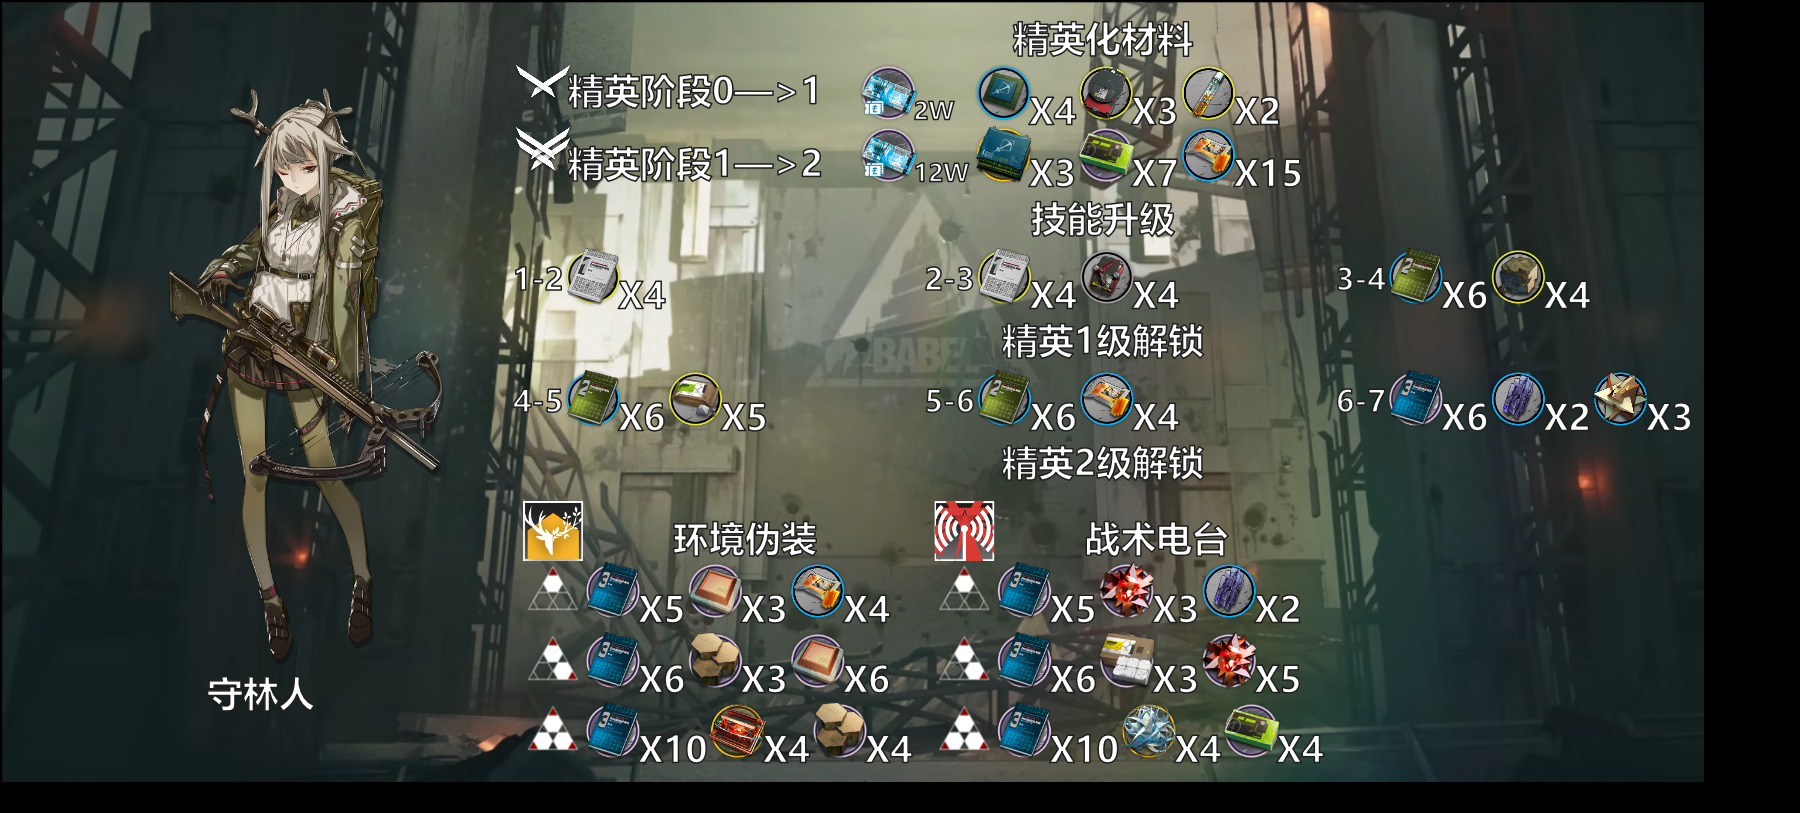 精英化材料
精英阶段0—>1 2W X4 X3 X2
精英阶段1—>2 12W X3 X7 X15
技能升级
1-2 X4 2-3 X4 X4 3-4 X6 X4
精英1级解锁
BABEL
4-5 X6 X5 5-6 X6 X4 6-7 X6 X2 X3
精英2级解锁
环境伪装 战术电台
X5 X3 X4 X5 X3 X2
X6 X3 X6 X6 X3 X5
守林人
X10 X4 X4 X10 X4 X4